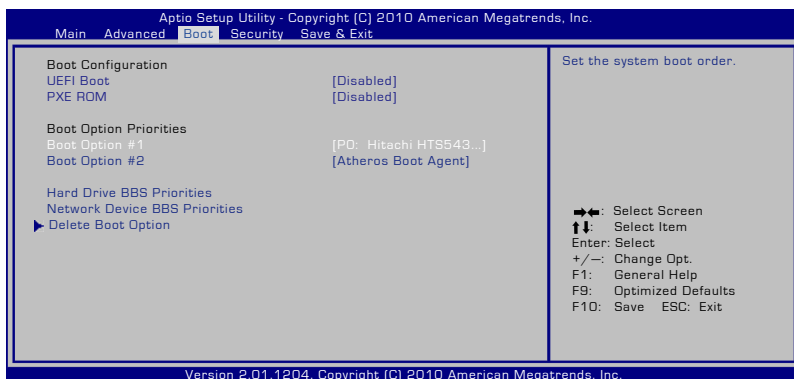 Aptio Setup Utility - Copyright (C) 2010 American Megatrends, Inc.
Main Advanced Boot Security Save & Exit
Boot Configuration
UEFI Boot [Disabled]
PXE ROM [Disabled]
Boot Option Priorities
Boot Option #1 [P0: Hitachi HTS543...]
Boot Option #2 [Atheros Boot Agent]
Hard Drive BBS Priorities
Network Device BBS Priorities
Delete Boot Option
Set the system boot order.
→←: Select Screen
↑↓: Select Item
Enter: Select
+/—: Change Opt.
F1: General Help
F9: Optimized Defaults
F10: Save ESC: Exit
Version 2.01.1204. Copyright (C) 2010 American Megatrends, Inc.